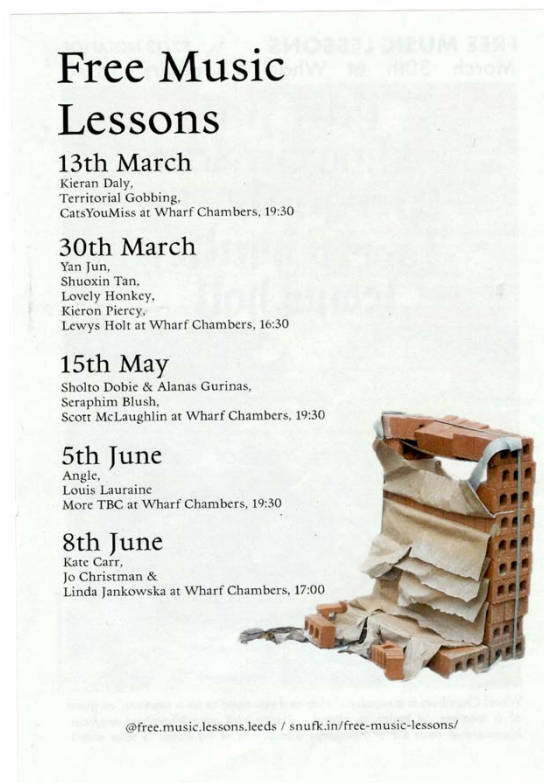 Free Music
Lessons
13th March
Kieran Daly,
Territorial Gobbing,
CatsYouMiss at Wharf Chambers, 19:30
30th March
Yan Jun,
Shuoxin Tan,
Lovely Honkey,
Kieron Piercy,
Lewys Holt at Wharf Chambers, 16:30
15th May
Sholto Dobie & Alanas Gurinas,
Seraphim Blush,
Scott McLaughlin at Wharf Chambers, 19:30
5th June
Angle,
Louis Lauraine
More TBC at Wharf Chambers, 19:30
8th June
Kate Carr,
Jo Christman &
Linda Jankowska at Wharf Chambers, 17:00
@free.music.lessons.leeds / snufk.in/free-music-lessons/